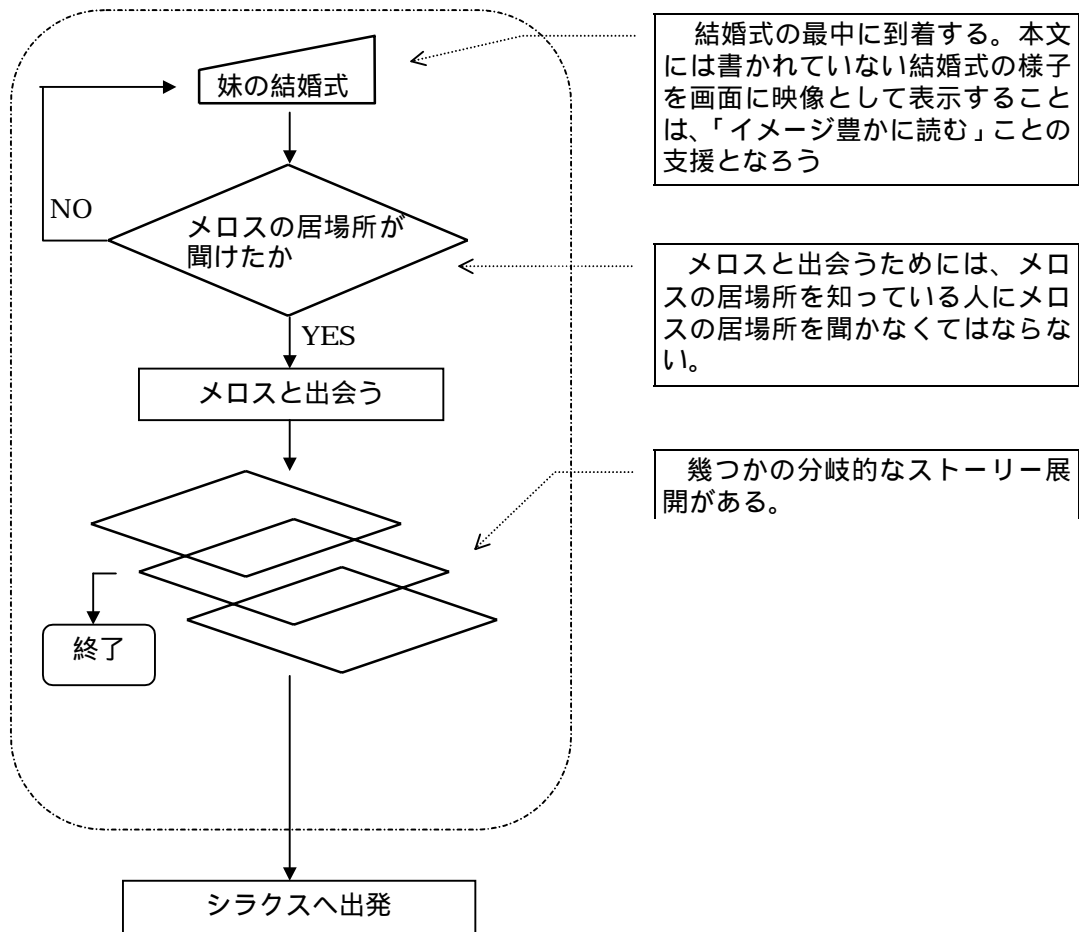 妹の結婚式
結婚式の最中に到着する。本文
には書かれていない結婚式の様子
を画面に映像として表示すること
は、「イメージ豊かに読む」ことの
支援となろう
NO
メロスの居場所が
聞けたか
メロスと出会うためには、メロ
スの居場所を知っている人にメロ
スの居場所を聞かなくてはならな
い。
YES
メロスと出会う
幾つかの分岐的なストーリー展
開がある。
終了
シラクスへ出発